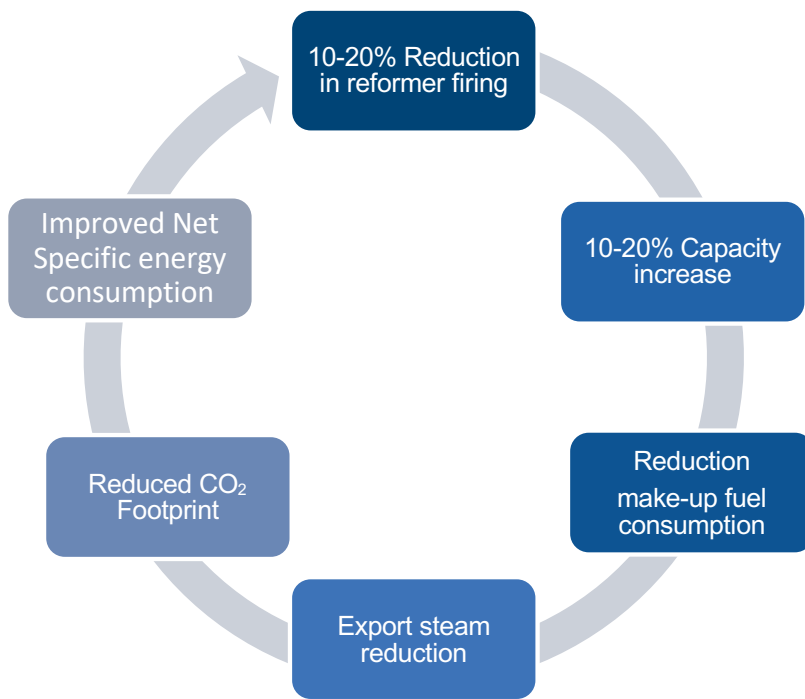 10-20% Reduction
in reformer firing
10-20% Capacity
increase
Reduction
make-up fuel
consumption
Export steam
reduction
Reduced CO₂
Footprint
Improved Net
Specific energy
consumption